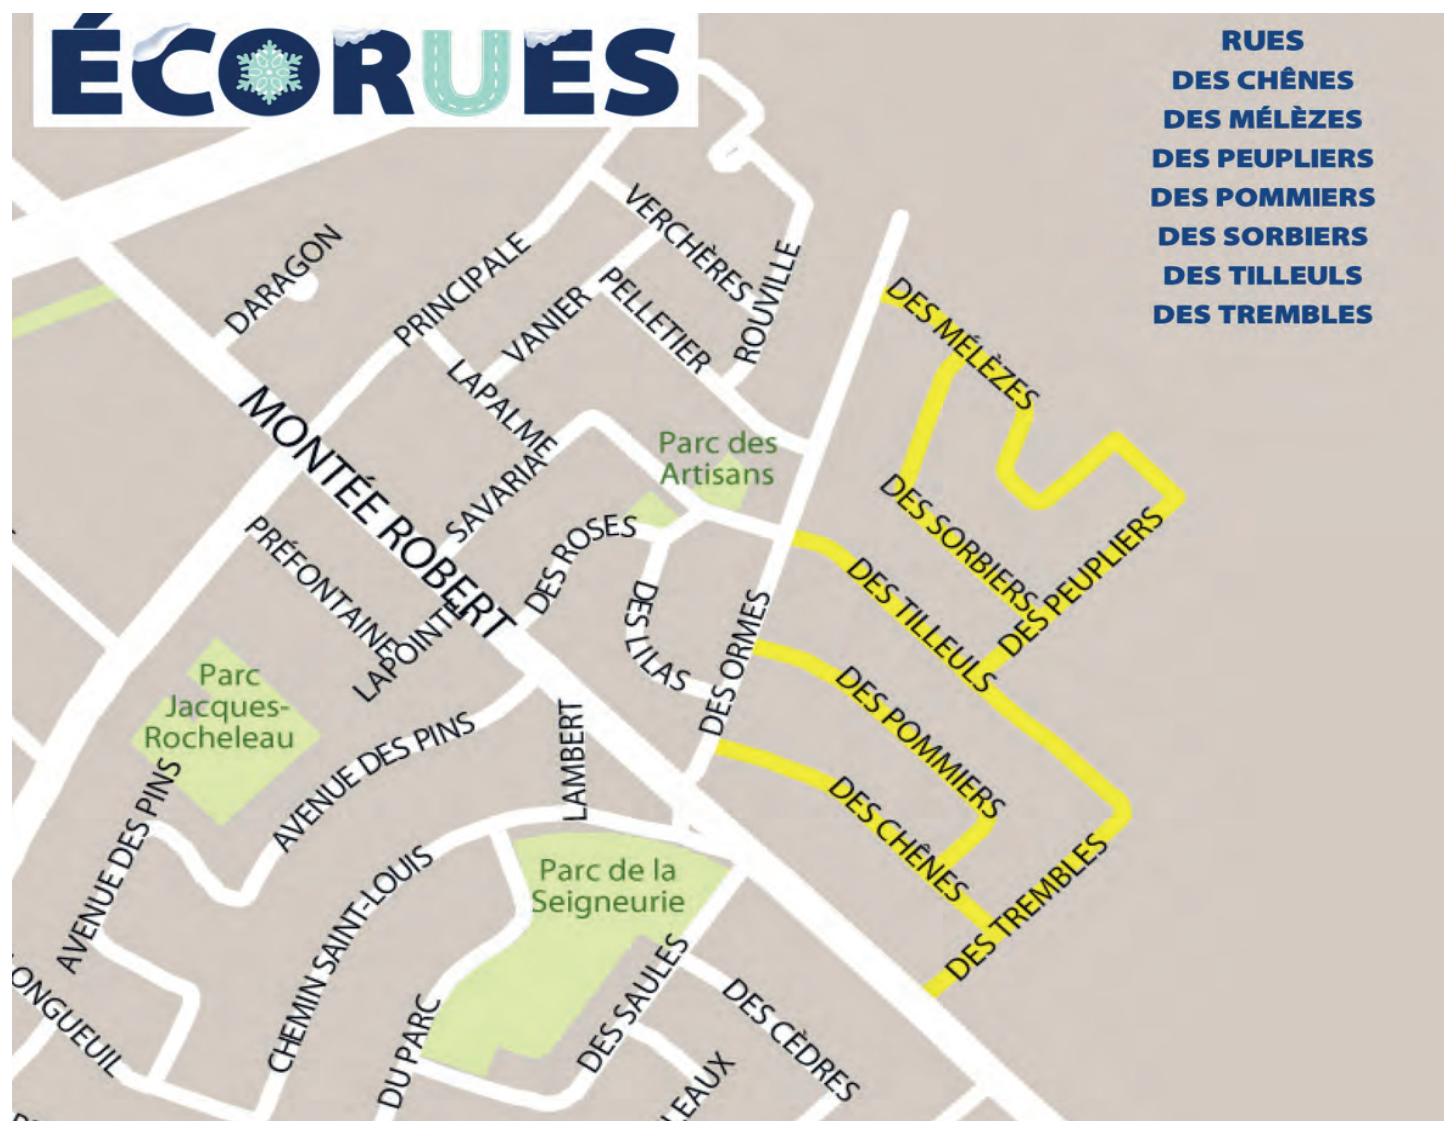 ÉCORUES
RUES
DES CHÊNES
DES MÉLÈZES
DES PEUPLIERS
DES POMMIERS
DES SORBIERS
DES TILLEULS
DES TREMBLES
VERCHÈRES
DARAGON
PRINCIPALE
ROUVILLE
PELLETIER
VANIER
DES MÉLÈZES
LAPALME
MONTÉE ROBERT
Parc des
Artisans
SAVARIA
DES SORBIERS
DES PEUPLIERS
PRÉFONTAINE
DES ROSES
DES TILLEULS
DES LILAS
DES ORMES
LAPOINTE
Parc
Jacques-
Rocheleau
DES POMMIERS
AVENUE DES PINS
LAMBERT
AVENUE DES PINS
DES CHÊNES
CHEMIN SAINT-LOUIS
Parc de la
Seigneurie
DES TREMBLES
DES SAULES
ONGUEUIL
DU PARC
DES CÈDRES
LEAUX